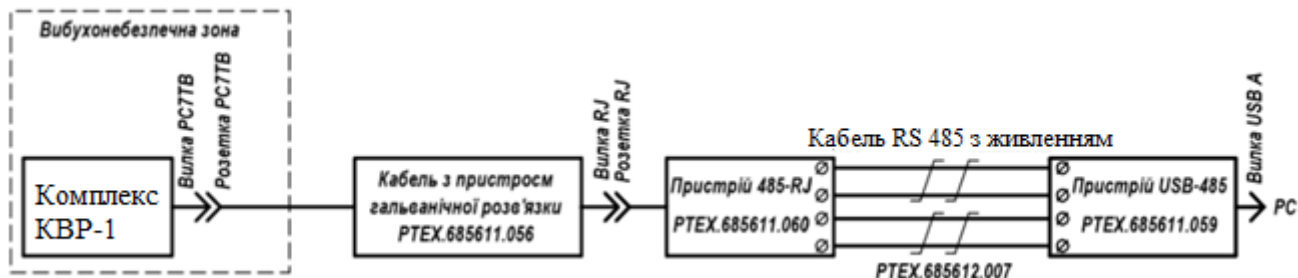 Вибухонебезпечна зона
Вилка РС7ТВ
Розетка РС7ТВ
Вилка RJ
Розетка RJ
Вилка USB A
Кабель RS 485 з живленням
Комплекс
КВР-1
Кабель з пристроєм
гальванічної розв'язки
РТЕХ.685611.056
Пристрій 485-RJ
РТЕХ.685611.060
Пристрій USB-485
РТЕХ.685611.059
PC
РТЕХ.685612.007